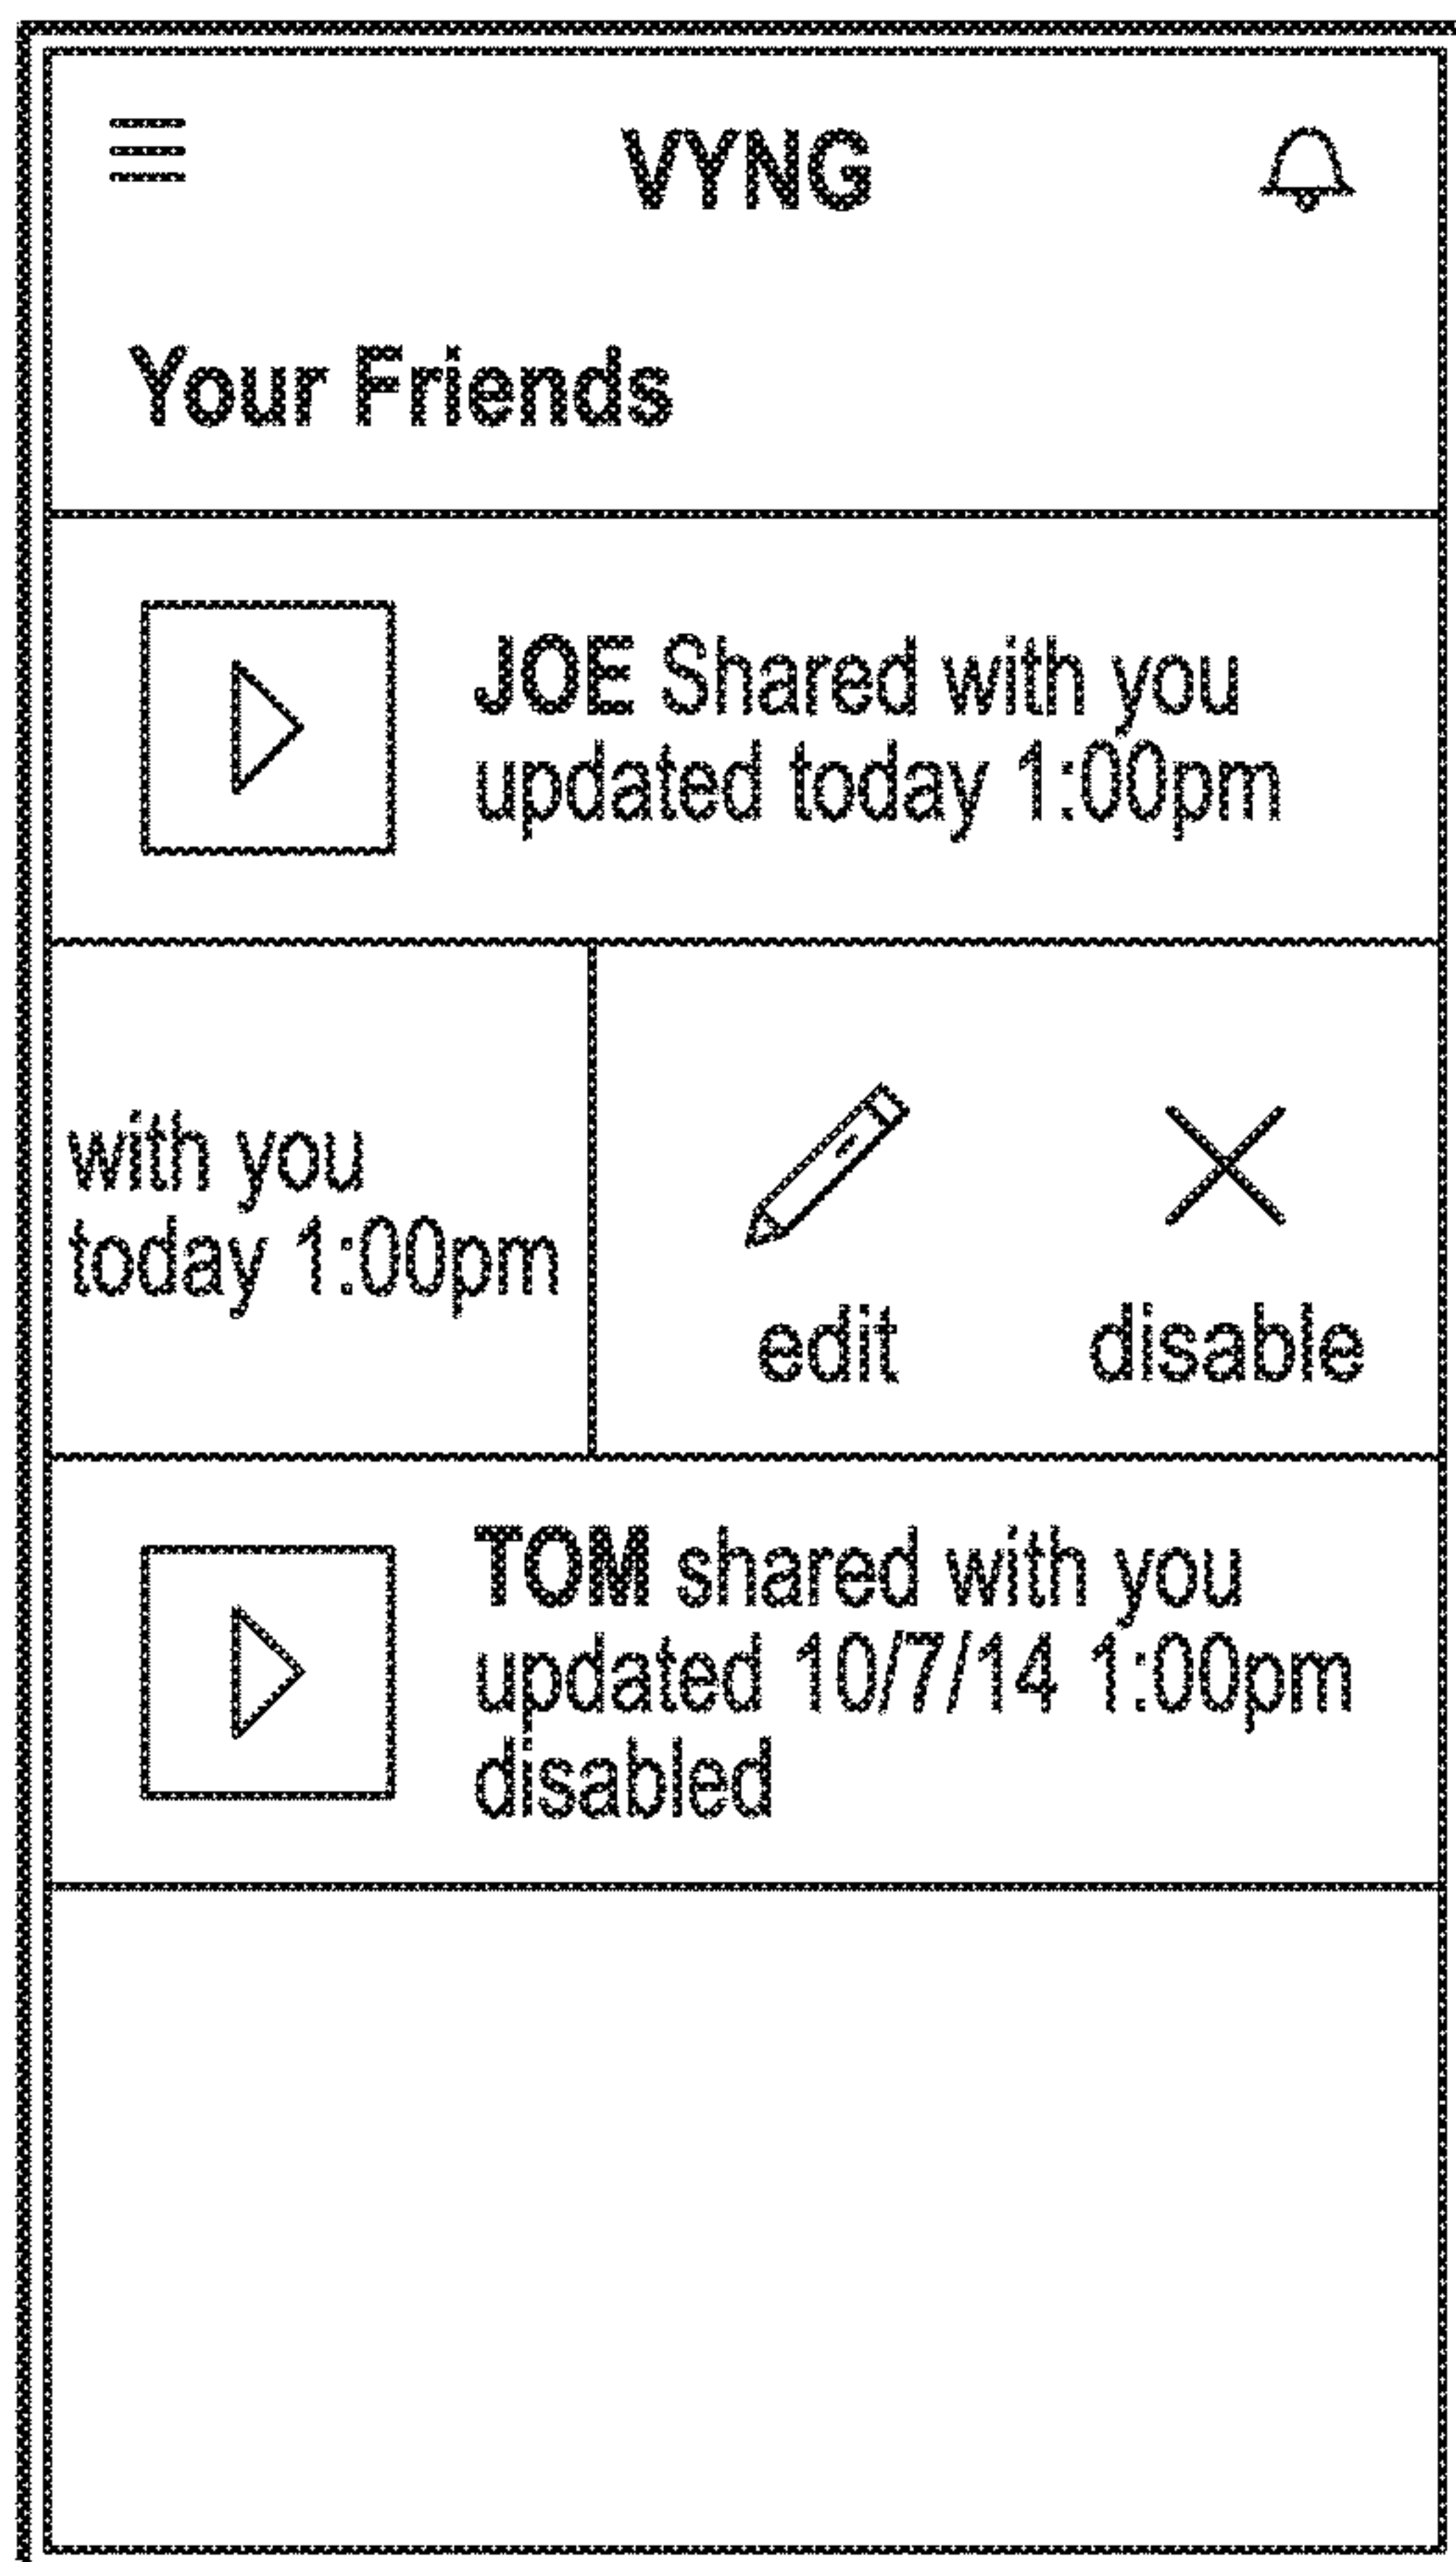 VYNG
Your Friends
JOE Shared with you
updated today 1:00pm
with you
today 1:00pm
edit
disable
TOM shared with you
updated 10/7/14 1:00pm
disabled